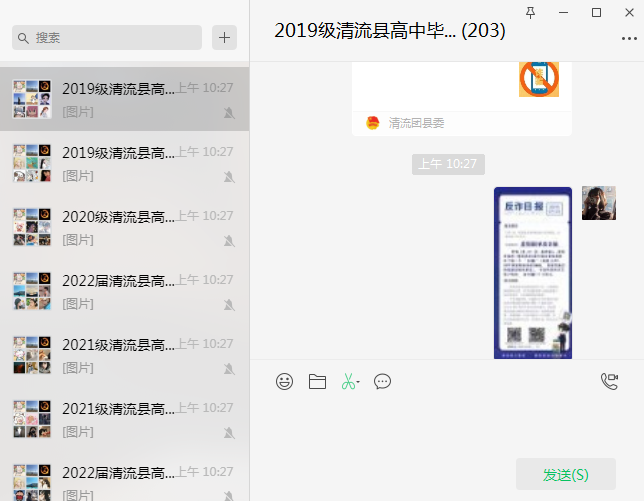 搜索
2019级清流县高...
上午 10:27
[图片]
2019级清流县高...
上午 10:27
[图片]
2020级清流县高...
上午 10:27
[图片]
2022届清流县高...
上午 10:27
[图片]
2021级清流县高...
上午 10:27
[图片]
2021级清流县高...
上午 10:27
[图片]
2022届清流县高...
上午 10:27
[图片]
2019级清流县高中毕... (203)
清流团县委
上午 10:27
反诈日报
发送(S)